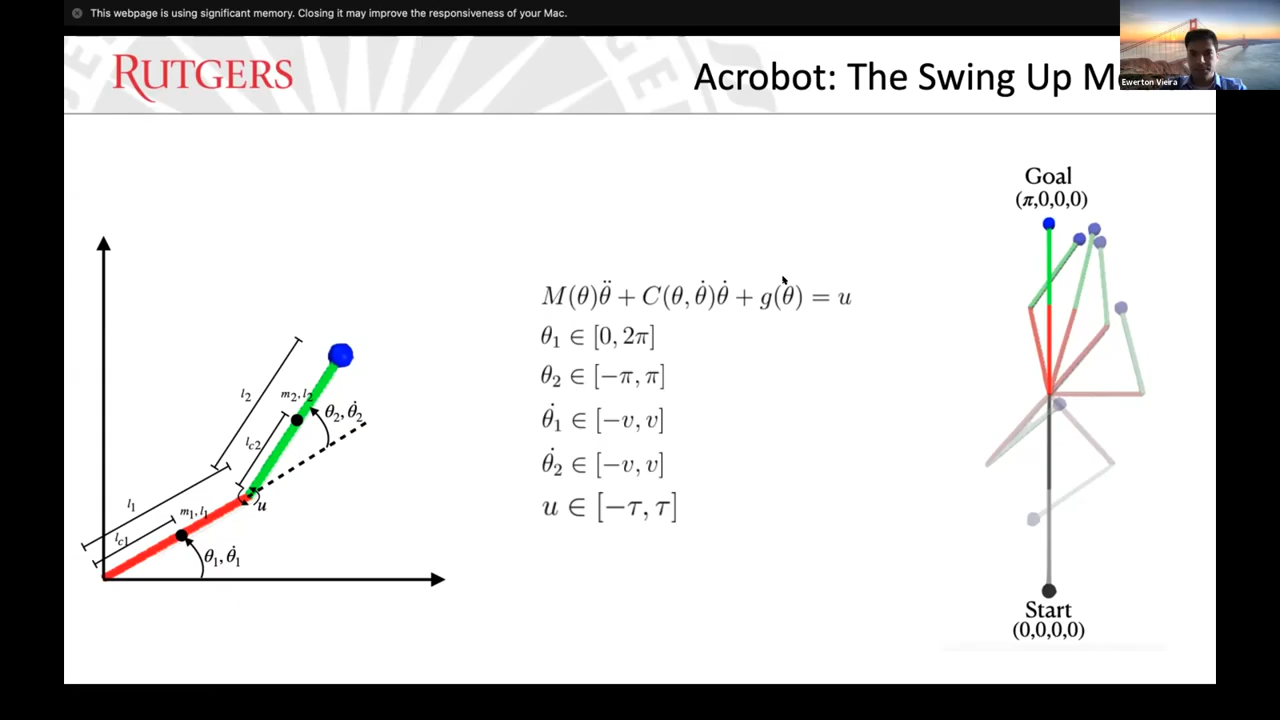 This webpage is using significant memory. Closing it may improve the responsiveness of your Mac.
RUTGERS
Acrobot: The Swing Up M
Ewerton Vieira
Goal
(π,0,0,0)
M(θ)θ̈ + C(θ, θ̇)θ̇ + g(θ) = u
θ₁ ∈ [0, 2π]
θ₂ ∈ [−π, π]
θ̇₁ ∈ [−v, v]
θ̇₂ ∈ [−v, v]
u ∈ [−τ, τ]
l₂
m₂, l₂
θ₂, θ̇₂
l_c2
u
l₁
m₁, l₁
l_c1
θ₁, θ̇₁
Start
(0,0,0,0)